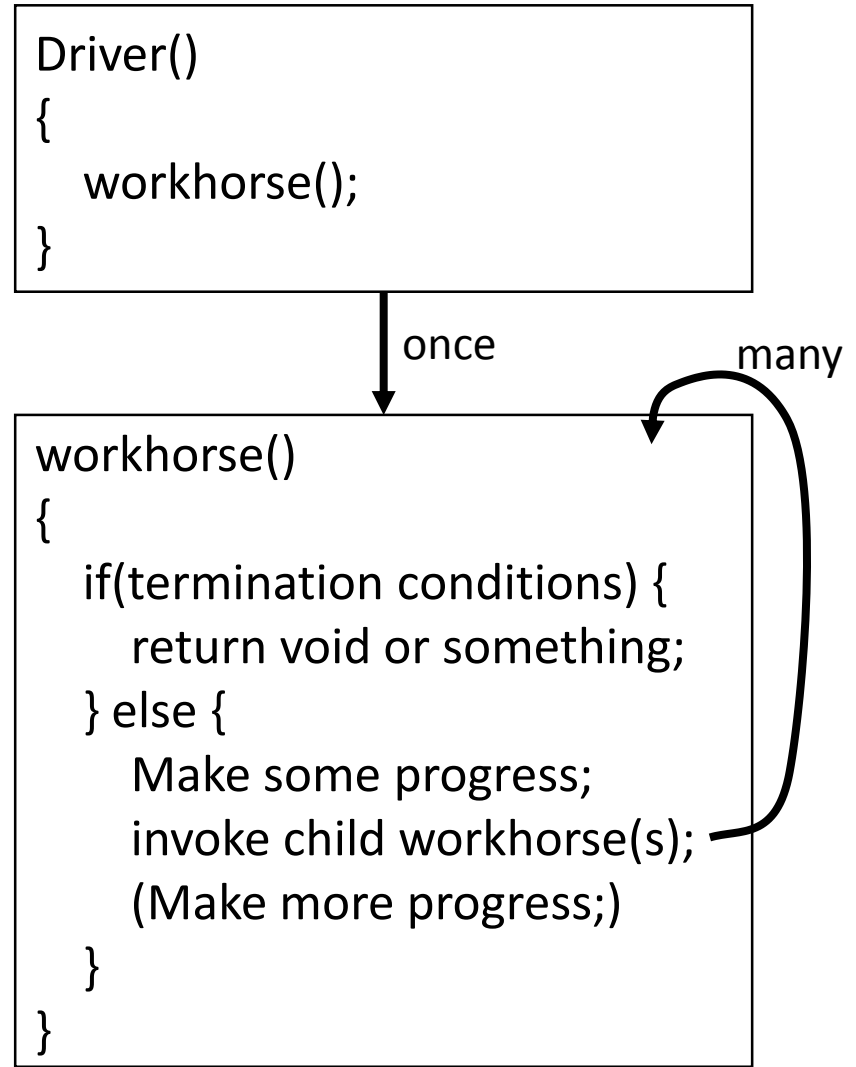 Driver()
{
workhorse();
}
once
many
workhorse()
{
if(termination conditions) {
return void or something;
} else {
Make some progress;
invoke child workhorse(s);
(Make more progress;)
}
}